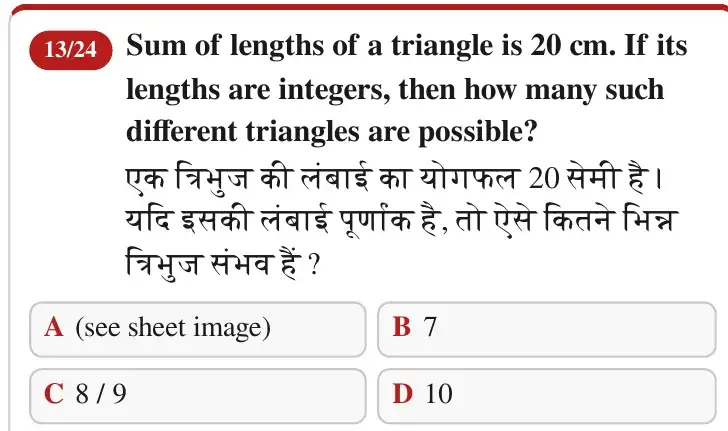 13/24 Sum of lengths of a triangle is 20 cm. If its
lengths are integers, then how many such
different triangles are possible?
एक त्रिभुज की लंबाई का योगफल 20 सेमी है।
यदि इसकी लंबाई पूर्णांक है, तो ऐसे कितने भिन्न
त्रिभुज संभव हैं ?
A (see sheet image)
B 7
C 8 / 9
D 10